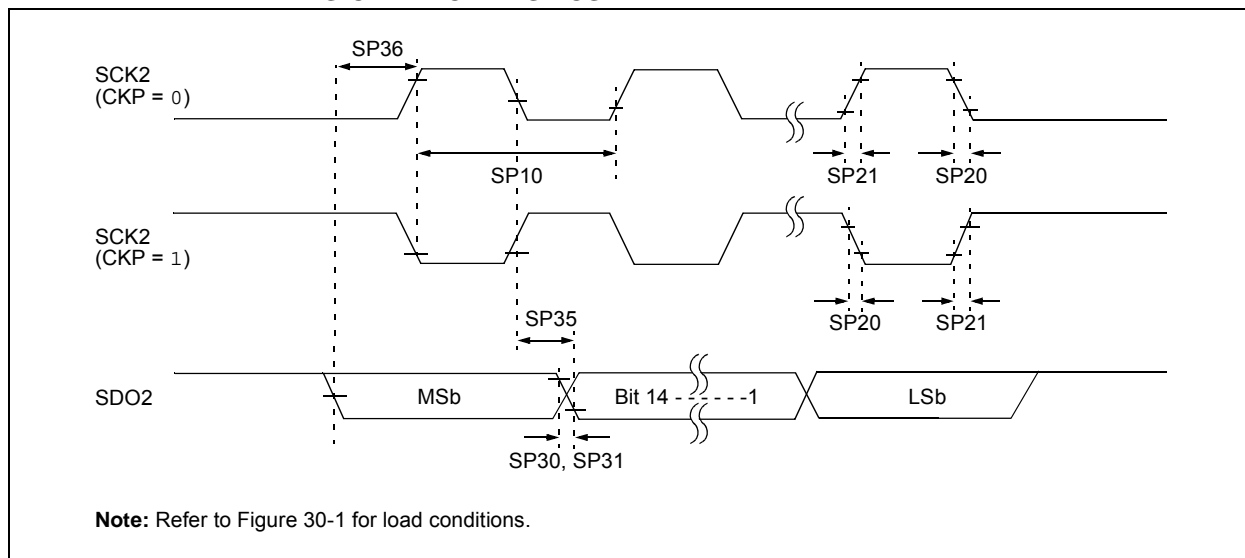 SP36
SCK2
(CKP = 0)
SP10
SP21
SP20
SCK2
(CKP = 1)
SP35
SP20
SP21
SDO2
MSb
Bit 14 - - - - - -1
LSb
SP30, SP31
Note: Refer to Figure 30-1 for load conditions.